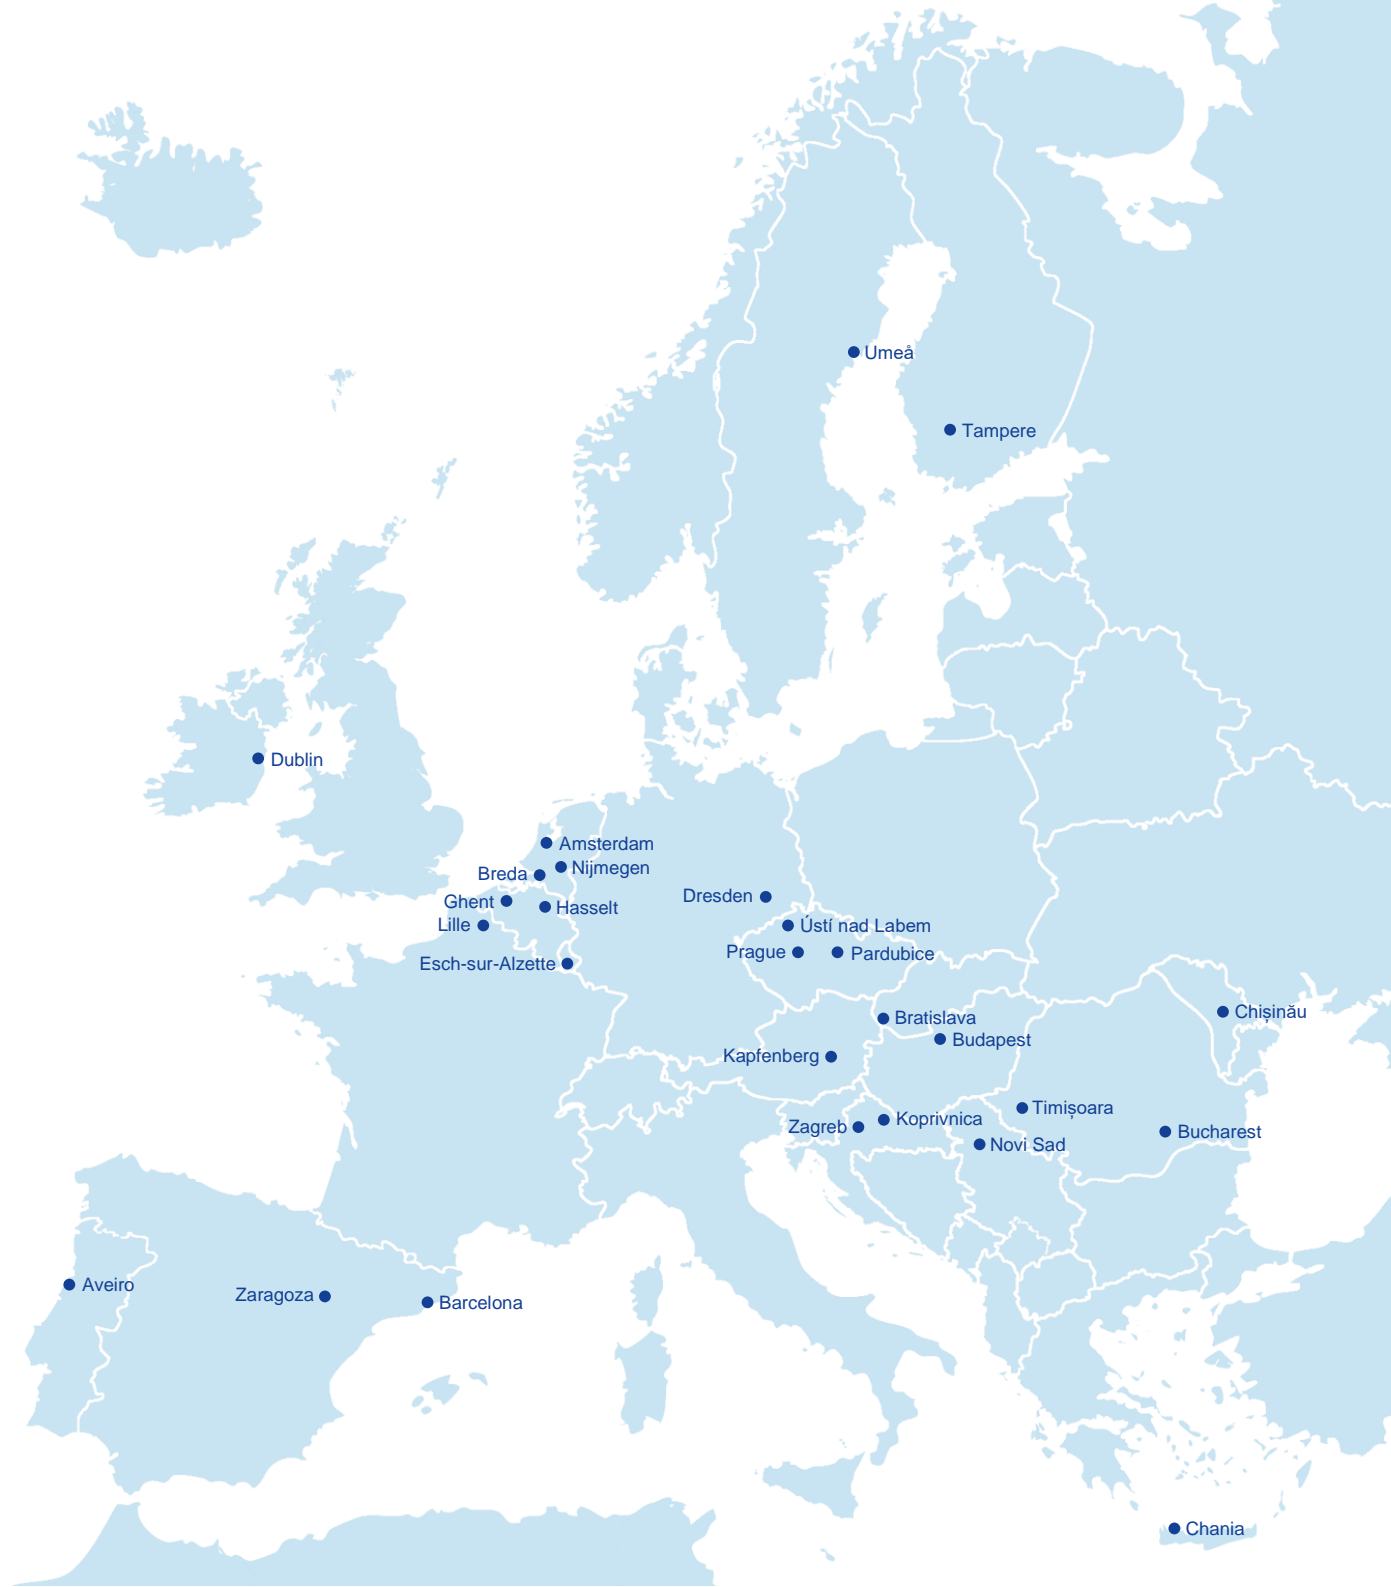 Umeå
Tampere
Dublin
Amsterdam
Nijmegen
Breda
Dresden
Ghent
Hasselt
Lille
Ústí nad Labem
Prague
Pardubice
Esch-sur-Alzette
Chișinău
Bratislava
Budapest
Kapfenberg
Timișoara
Koprivnica
Zagreb
Bucharest
Novi Sad
Aveiro
Zaragoza
Barcelona
Chania